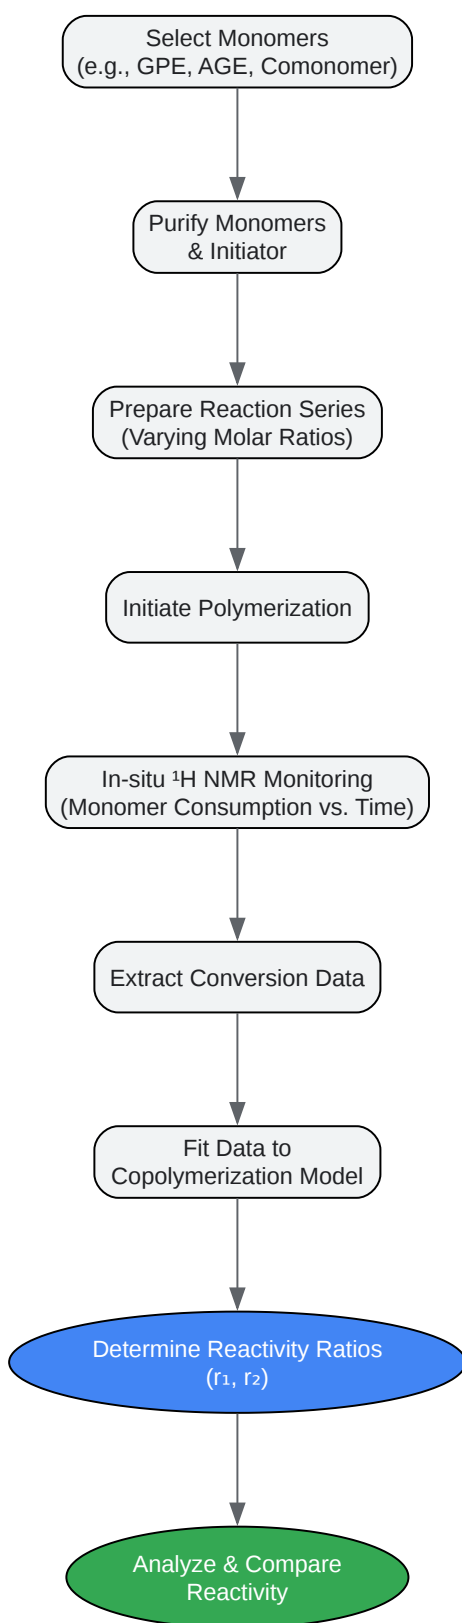 Select Monomers
(e.g., GPE, AGE, Comonomer)
Purify Monomers
& Initiator
Prepare Reaction Series
(Varying Molar Ratios)
Initiate Polymerization
In-situ ¹H NMR Monitoring
(Monomer Consumption vs. Time)
Extract Conversion Data
Fit Data to
Copolymerization Model
Determine Reactivity Ratios
(r₁, r₂)
Analyze & Compare
Reactivity